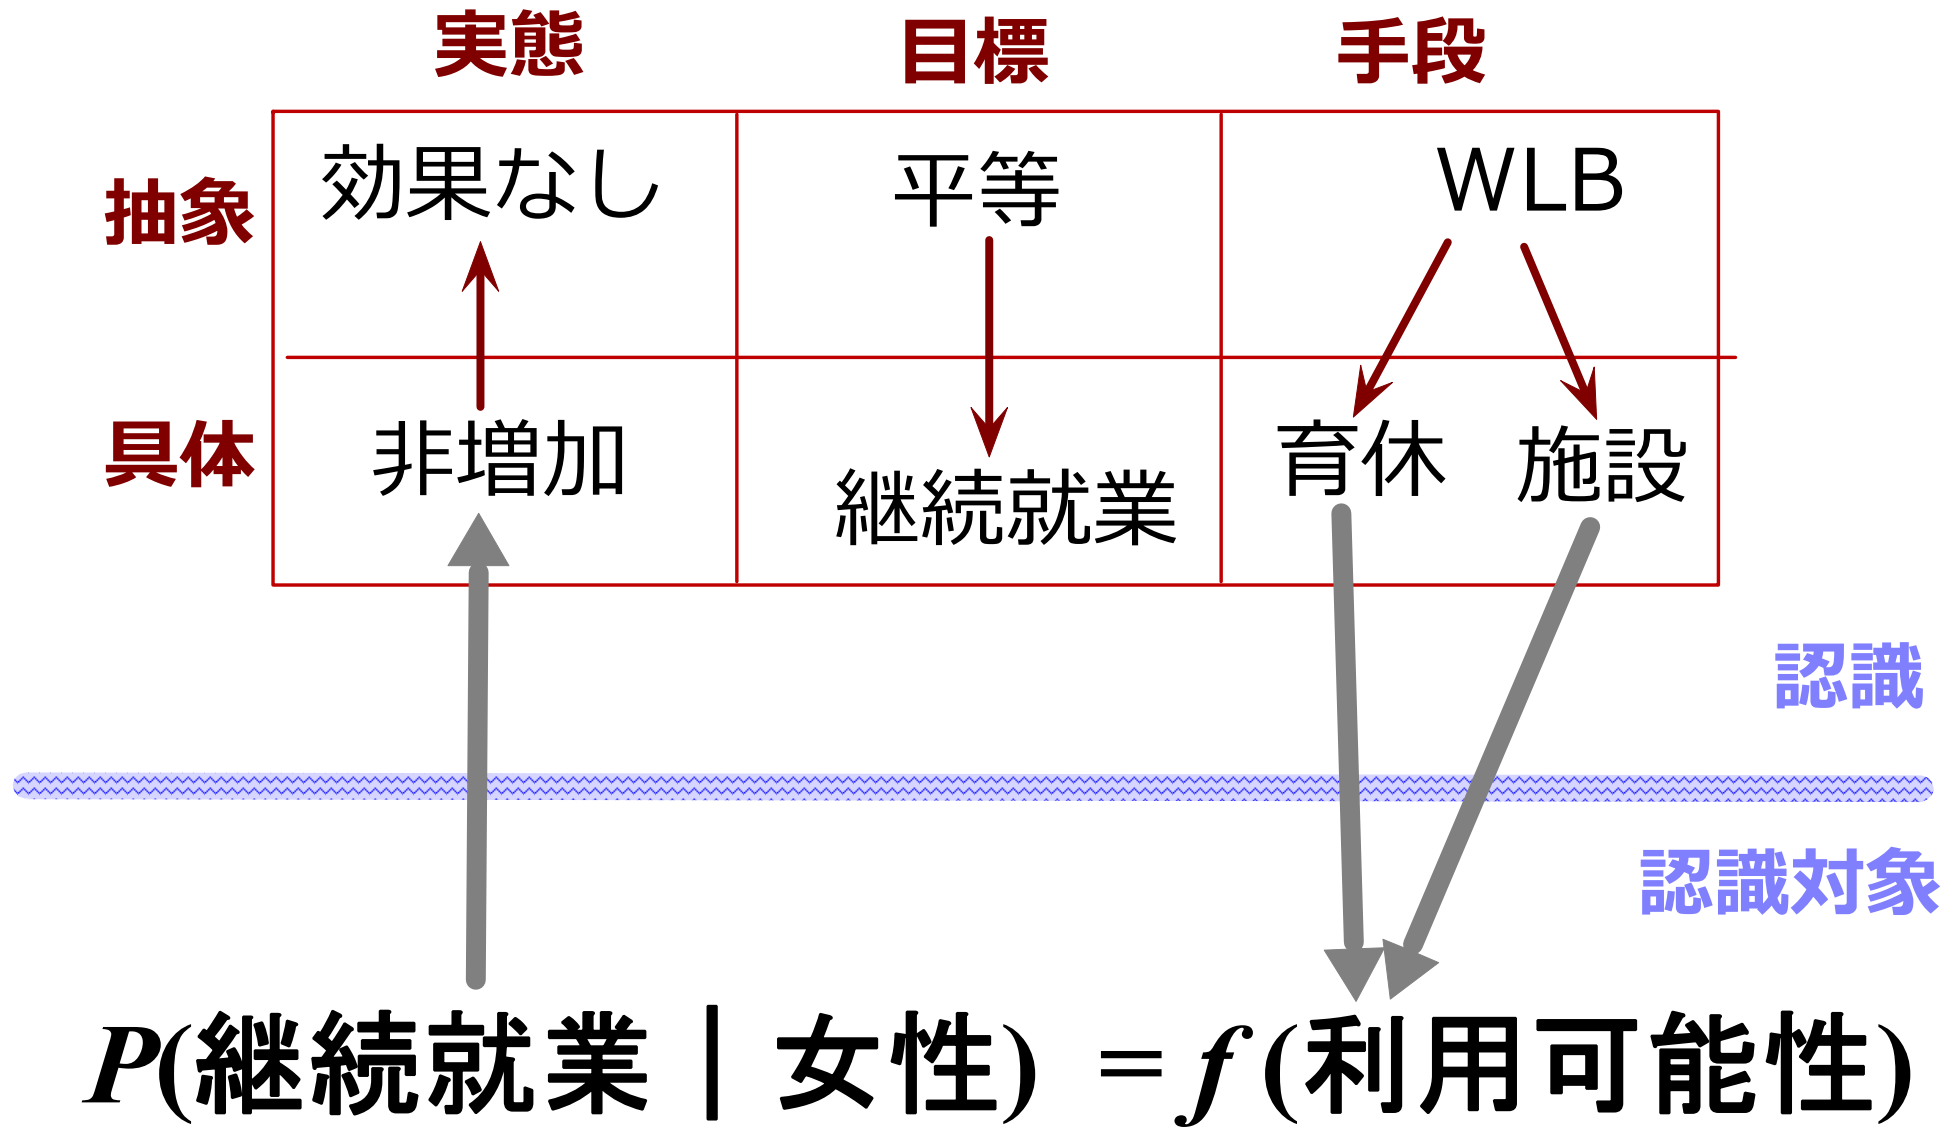 実態 目標 手段
抽象 効果なし 平等 WLB
具体 非増加 継続就業 育休 施設
認識
認識対象
P(継続就業｜女性) = f (利用可能性)